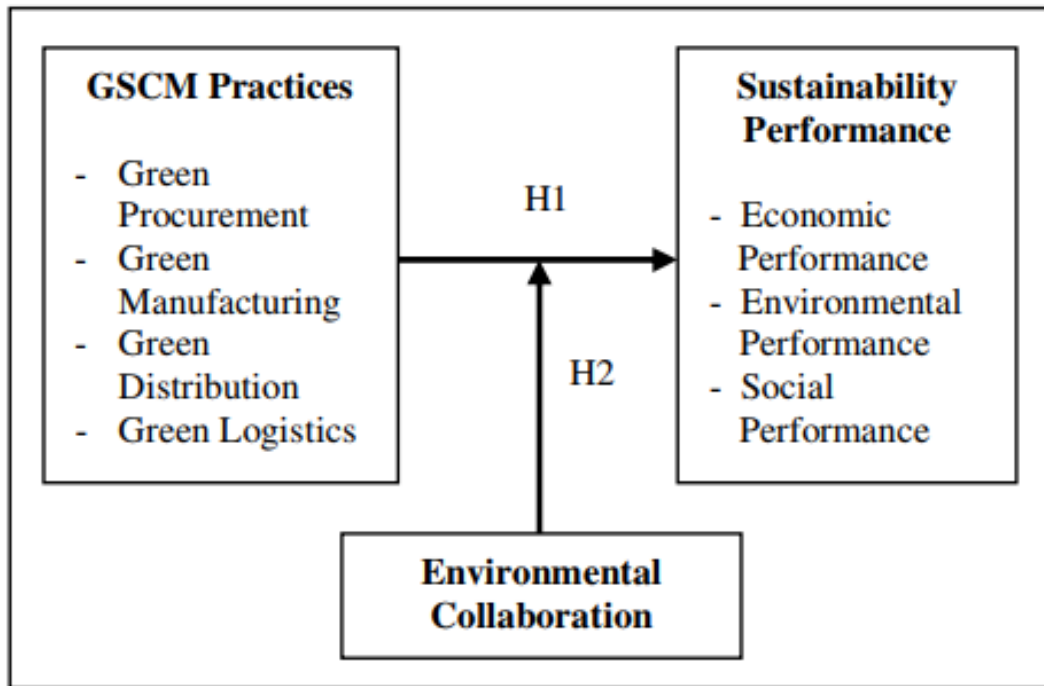 GSCM Practices
- Green
Procurement
- Green
Manufacturing
- Green
Distribution
- Green Logistics
H1
H2
Sustainability
Performance
- Economic
Performance
- Environmental
Performance
- Social
Performance
Environmental
Collaboration